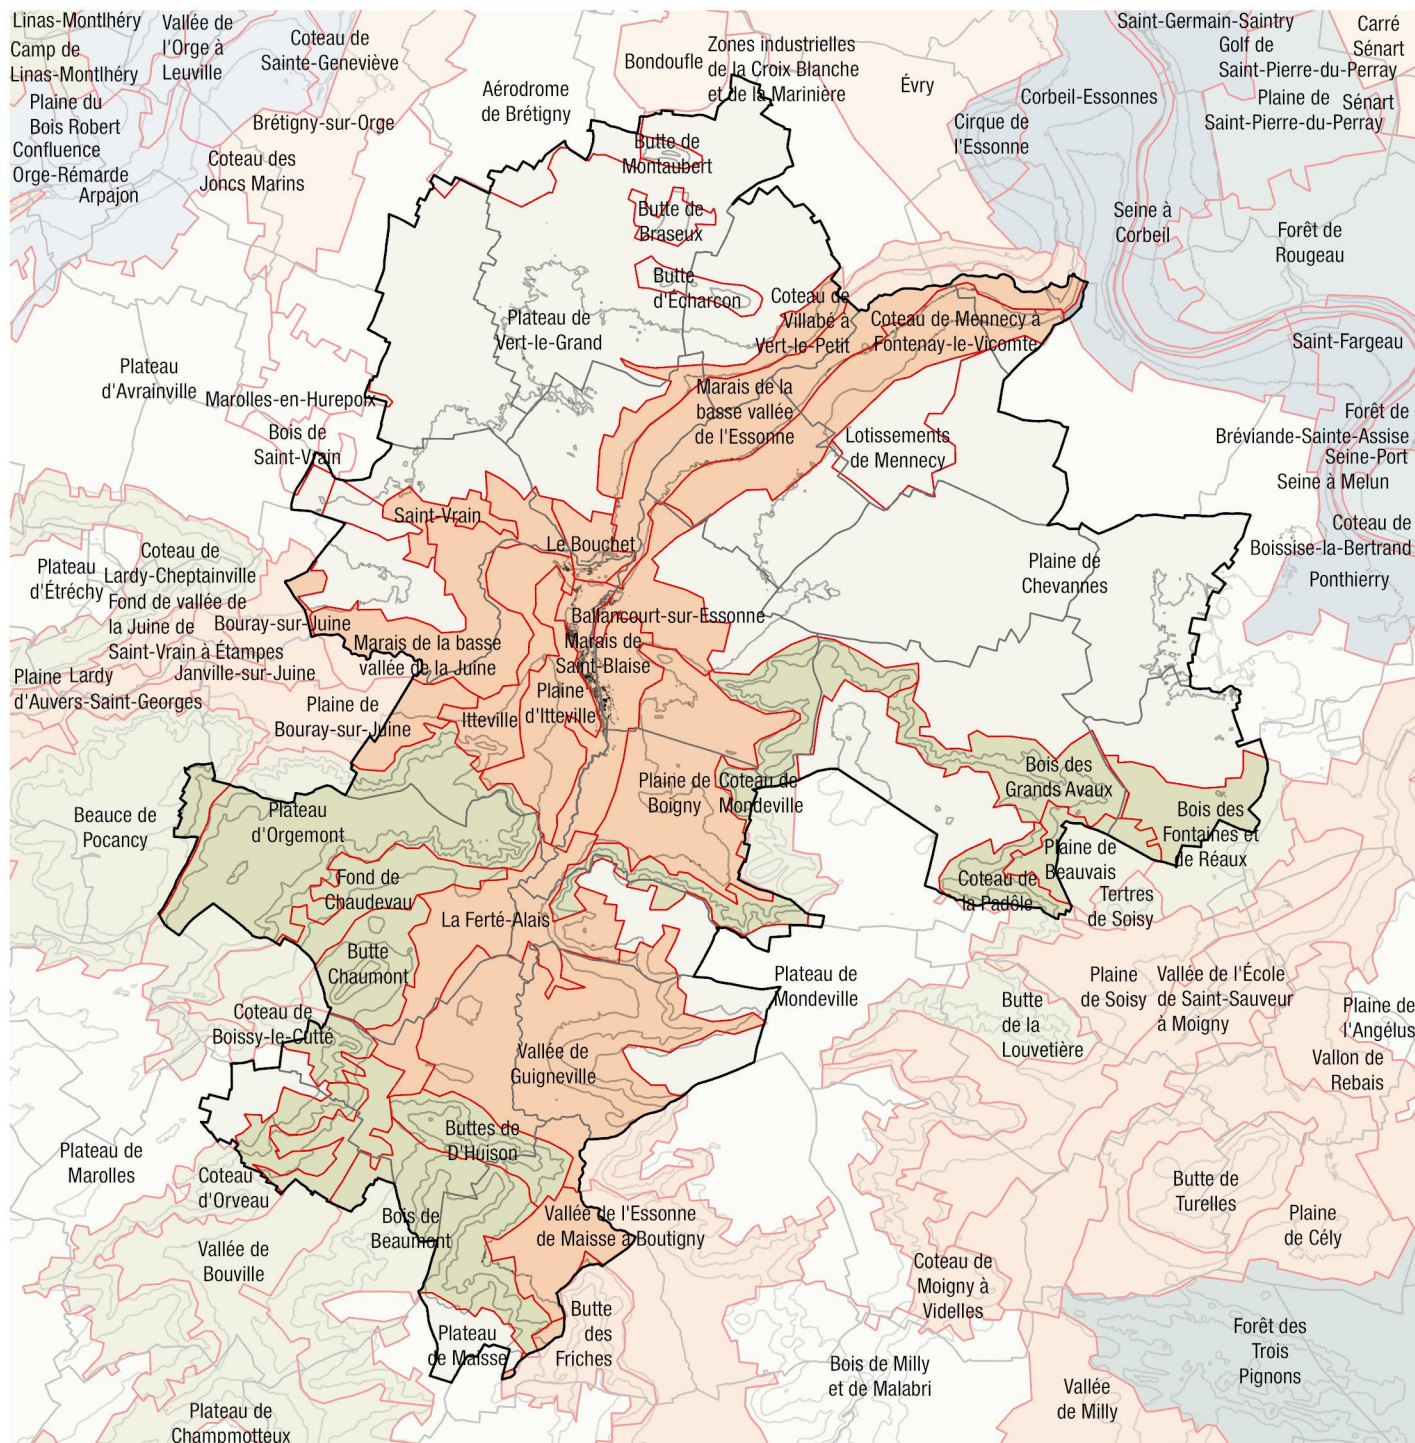 Linas-Montlhéry
Camp de
Linas-Montlhéry
Vallée de
l'Orge à
Leuville
Coteau de
Sainte-Geneviève
Aérodrome
de Brétigny
Bondoufle
Zones industrielles
de la Croix Blanche
et de la Marinière
Évry
Saint-Germain-Saintry
Golf de
Saint-Pierre-du-Perray
Carré
Sénart
Plaine du
Bois Robert
Confluence
Orge-Rémarde
Arpajon
Brétigny-sur-Orge
Coteau des
Joncs Marins
Corbeil-Essonnes
Plaine de
Saint-Pierre-du-Perray
Sénart
Cirque de
l'Essonne
Butte de
Montaubert
Butte de
Braseux
Seine à
Corbeil
Forêt de
Rougeau
Butte
d'Écharcon
Coteau de
Villabé à
Vert-le-Petit
Coteau de Mennecy à
Fontenay-le-Vicomte
Plateau de
Vert-le-Grand
Saint-Fargeau
Plateau
d'Avrainville
Marolles-en-Hurepoix
Bois de
Saint-Vrain
Marais de la
basse vallée
de l'Essonne
Lotissements
de Mennecy
Forêt de
Bréviande-Sainte-Assise
Seine-Port
Seine à Melun
Saint-Vrain
Le Bouchet
Coteau de
Boissise-la-Bertrand
Ponthierry
Plateau
d'Étréchy
Coteau de
Lardy-Cheptainville
Fond de vallée de
la Juine de
Saint-Vrain à Étampes
Bouray-sur-Juine
Janville-sur-Juine
Plaine de
Chevannes
Ballancourt-sur-Essonne
Marais de la basse
vallée de la Juine
Marais de
Saint-Blaise
Plaine
d'Auvers-Saint-Georges
Lardy
Plaine de
Bouray-sur-Juine
Itteville
Plaine
d'Itteville
Plaine de
Boigny
Coteau de
Mondeville
Bois des
Grands Avaux
Bois des
Fontaines et
de Réaux
Beauce de
Pocancy
Plateau
d'Orgemont
Fond de
Chaudevau
Plaine de
Beauvais
Coteau de
la Padôle
Tertres
de Soisy
La Ferté-Alais
Butte
Chaumont
Plateau de
Mondeville
Butte
de la
Louvetière
Plaine
de Soisy
Vallée de l'École
de Saint-Sauveur
à Moigny
Plaine de
l'Angélus
Vallon de
Rebais
Coteau de
Boissy-le-Cutté
Vallée de
Guigneville
Buttes de
D'Huison
Plateau de
Marolles
Coteau
d'Orveau
Butte de
Turelles
Plaine
de Cély
Bois de
Beaumont
Vallée de l'Essonne
de Maisse à Boutigny
Vallée de
Bouville
Coteau de
Moigny à
Videlles
Butte
des
Friches
Plateau
de Maisse
Forêt des
Trois
Pignons
Bois de Milly
et de Malabri
Vallée
de Milly
Plateau de
Champmotteux